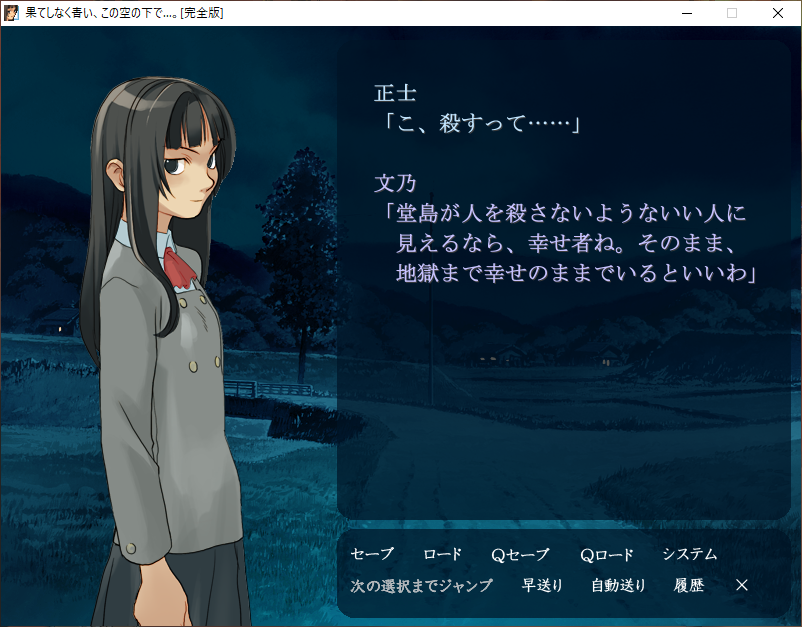 果てしなく青い、この空の下で…。[完全版]
正士
「こ、殺すって……」
文乃
「堂島が人を殺さないようないい人に
見えるなら、幸せ者ね。そのまま、
地獄まで幸せのままでいるといいわ」
セーブ ロード Qセーブ Qロード システム
次の選択までジャンプ 早送り 自動送り 履歴 ×